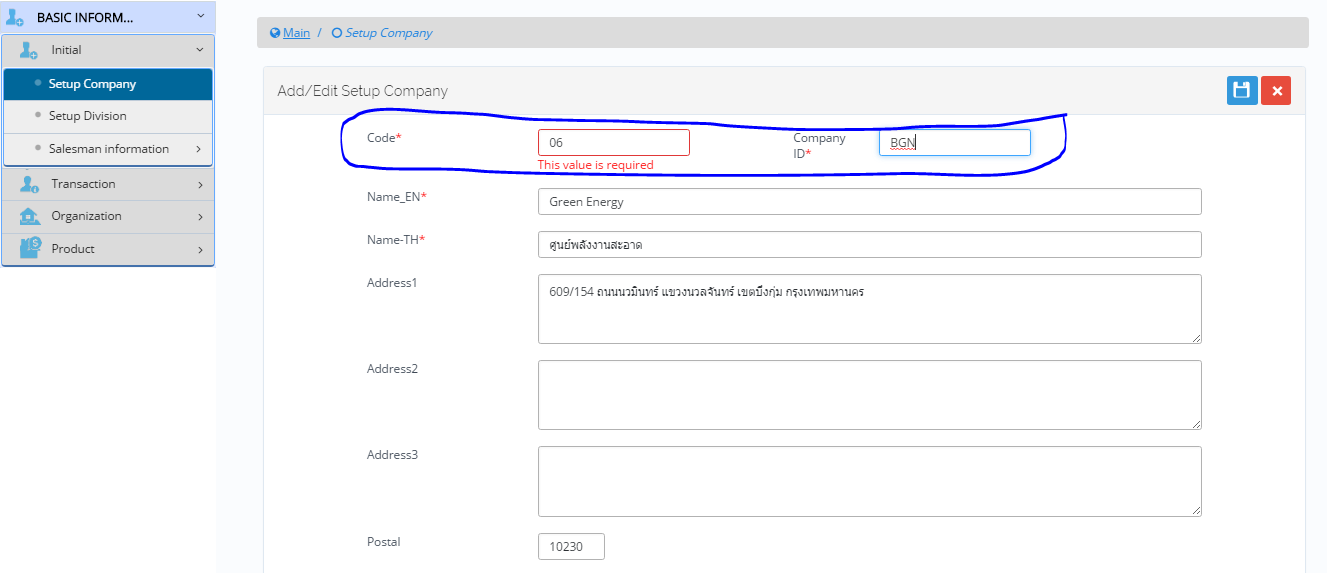 BASIC INFORM...
Initial
Setup Company
Setup Division
Salesman information
Transaction
Organization
Product
Main / Setup Company
Add/Edit Setup Company
Code* 06 Company ID* BGN
This value is required
Name_EN* Green Energy
Name-TH* ศูนย์พลังงานสะอาด
Address1 609/154 ถนนนวมินทร์ แขวงนวลจันทร์ เขตบึงกุ่ม กรุงเทพมหานคร
Address2
Address3
Postal 10230